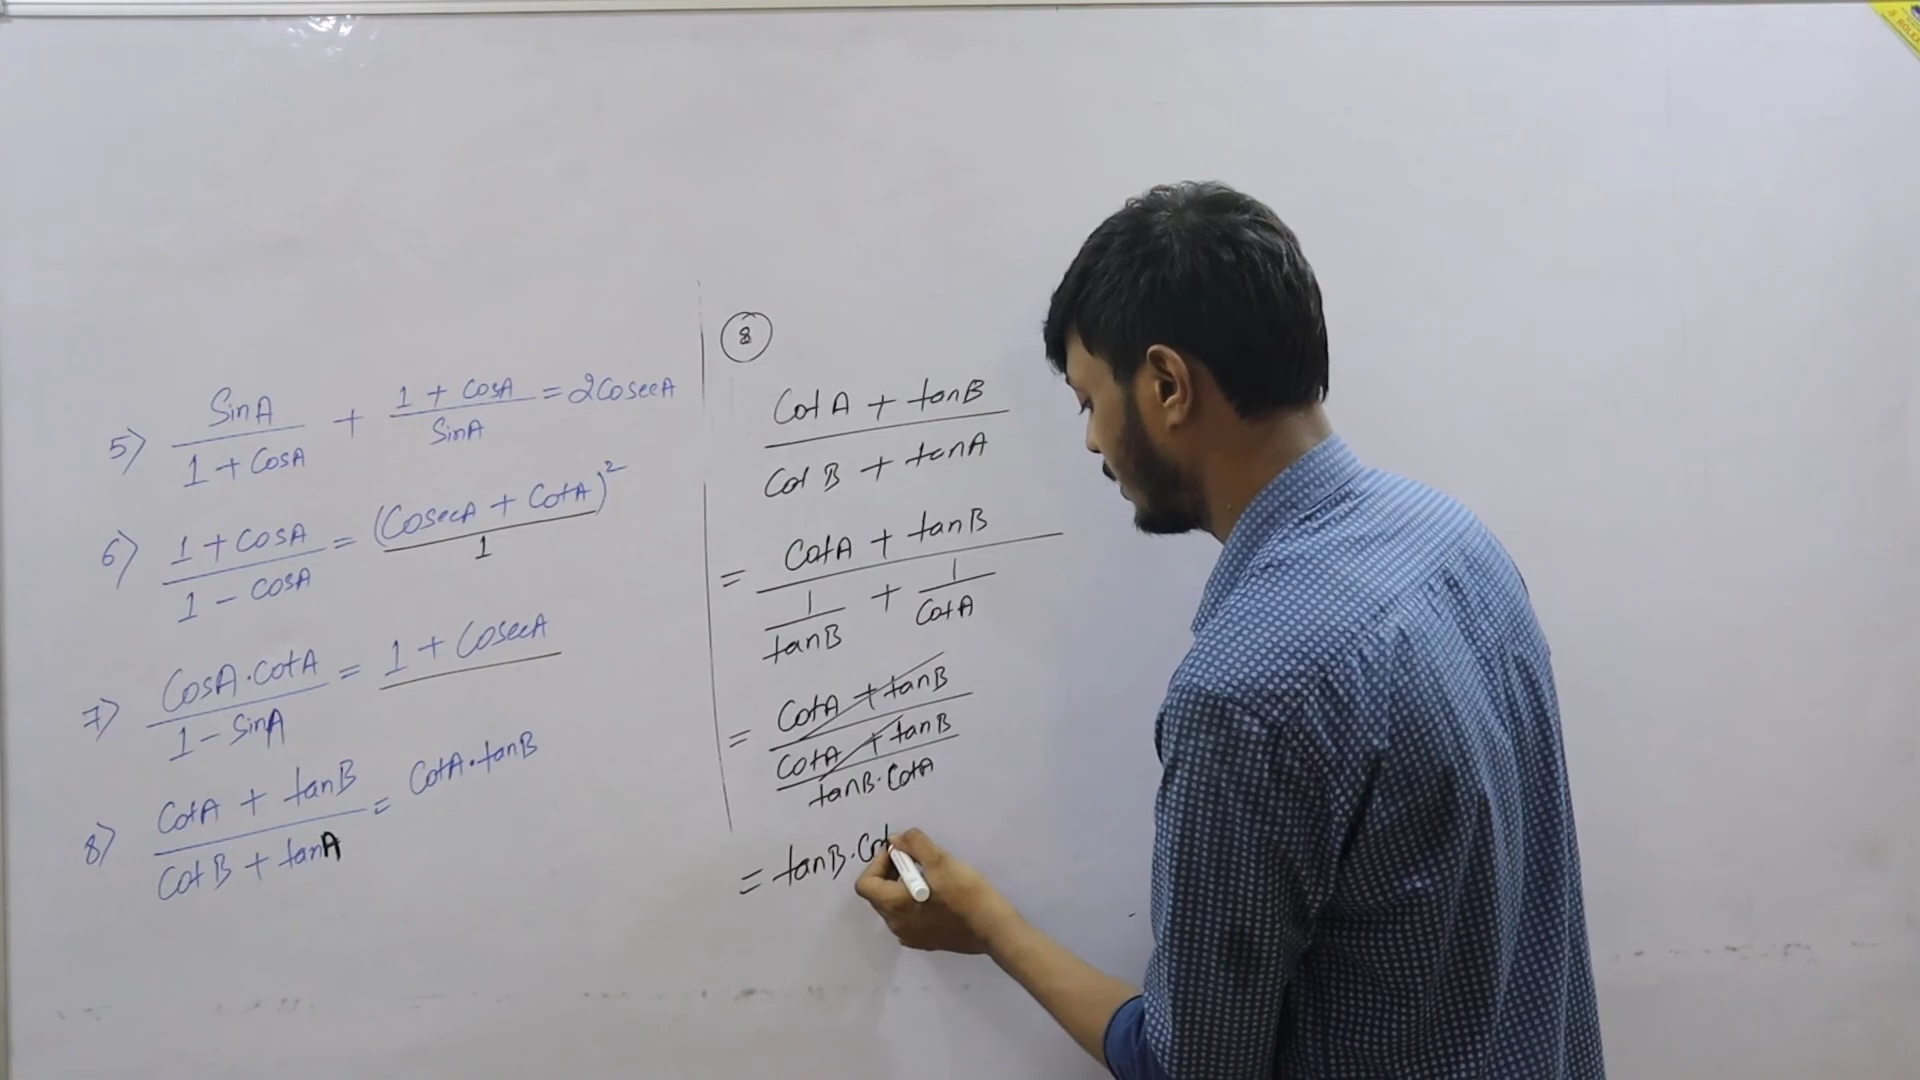 5) SinA / 1 + CosA + 1 + CosA / SinA = 2CosecA
6) 1 + CosA / 1 - CosA = (CosecA + CotA)² / 1
7) CosA·CotA / 1 - SinA = 1 + CosecA
8) CotA + tanB / CotB + tanA = CotA·tanB
8
CotA + tanB
CotB + tanA
= CotA + tanB
1 / tanB + 1 / CotA
= CotA + tanB
CotA + tanB
tanB·CotA
= tanB·Cot